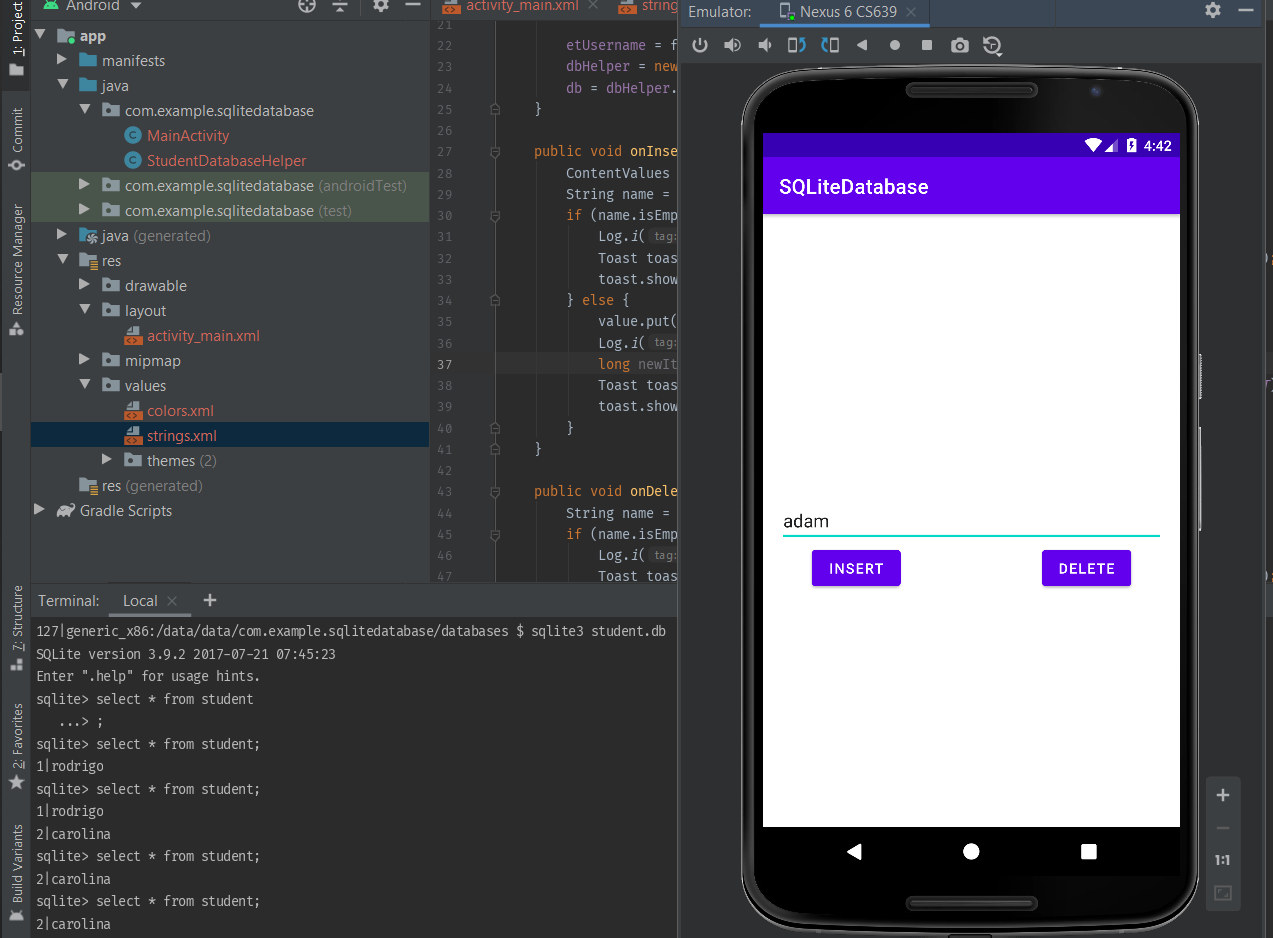 Android
1: Project
Commit
Resource Manager
7: Structure
2: Favorites
Build Variants
app
manifests
java
com.example.sqlitedatabase
MainActivity
StudentDatabaseHelper
com.example.sqlitedatabase (androidTest)
com.example.sqlitedatabase (test)
java (generated)
res
drawable
layout
activity_main.xml
mipmap
values
colors.xml
strings.xml
themes (2)
res (generated)
Gradle Scripts
activity_main.xml
string
21
22 etUsername = f
23 dbHelper = new
24 db = dbHelper.
25 }
26
27 public void onInse
28 ContentValues
29 String name =
30 if (name.isEmp
31 Log.i( tag:
32 Toast toas
33 toast.show
34 } else {
35 value.put(
36 Log.i( tag:
37 long newIt
38 Toast toas
39 toast.show
40 }
41 }
42
43 public void onDele
44 String name =
45 if (name.isEmp
46 Log.i( tag:
47 Toast toas
Emulator: Nexus 6 CS639
4:42
SQLiteDatabase
adam
INSERT DELETE
1:1
Terminal: Local
127|generic_x86:/data/data/com.example.sqlitedatabase/databases $ sqlite3 student.db
SQLite version 3.9.2 2017-07-21 07:45:23
Enter ".help" for usage hints.
sqlite> select * from student
...> ;
sqlite> select * from student;
1|rodrigo
sqlite> select * from student;
1|rodrigo
2|carolina
sqlite> select * from student;
2|carolina
sqlite> select * from student;
2|carolina